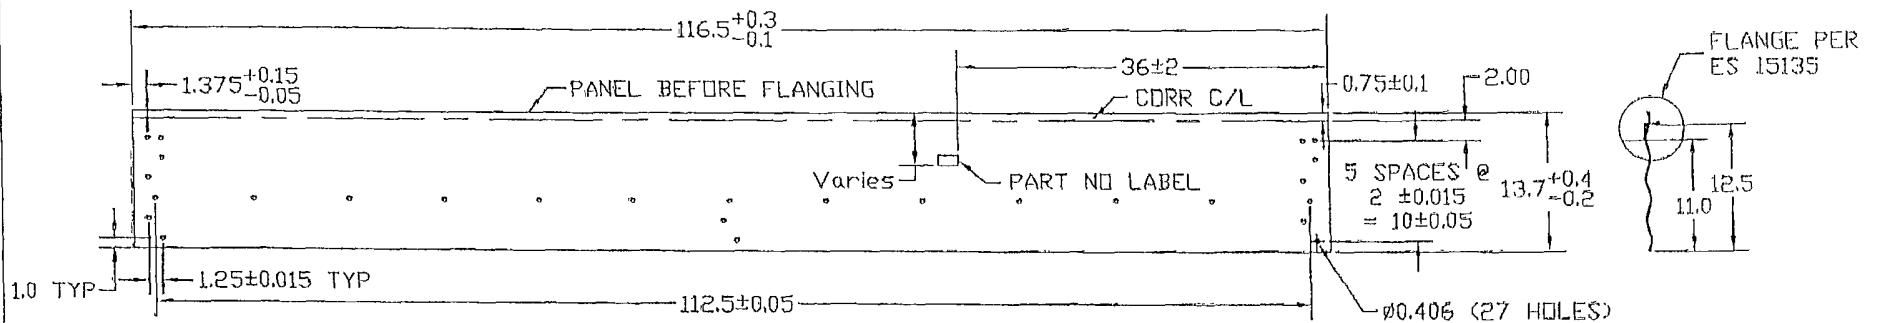 116.5+0.3
-0.1
FLANGE PER
ES 15135
36±2
1.375+0.15
-0.05
PANEL BEFORE FLANGING
CORR C/L
0.75±0.1
2.00
Varies
PART NO LABEL
5 SPACES @
2 ±0.015
= 10±0.05
13.7+0.4
-0.2
11.0
12.5
1.0 TYP
1.25±0.015 TYP
112.5±0.05
ø0.406 (27 HOLES)